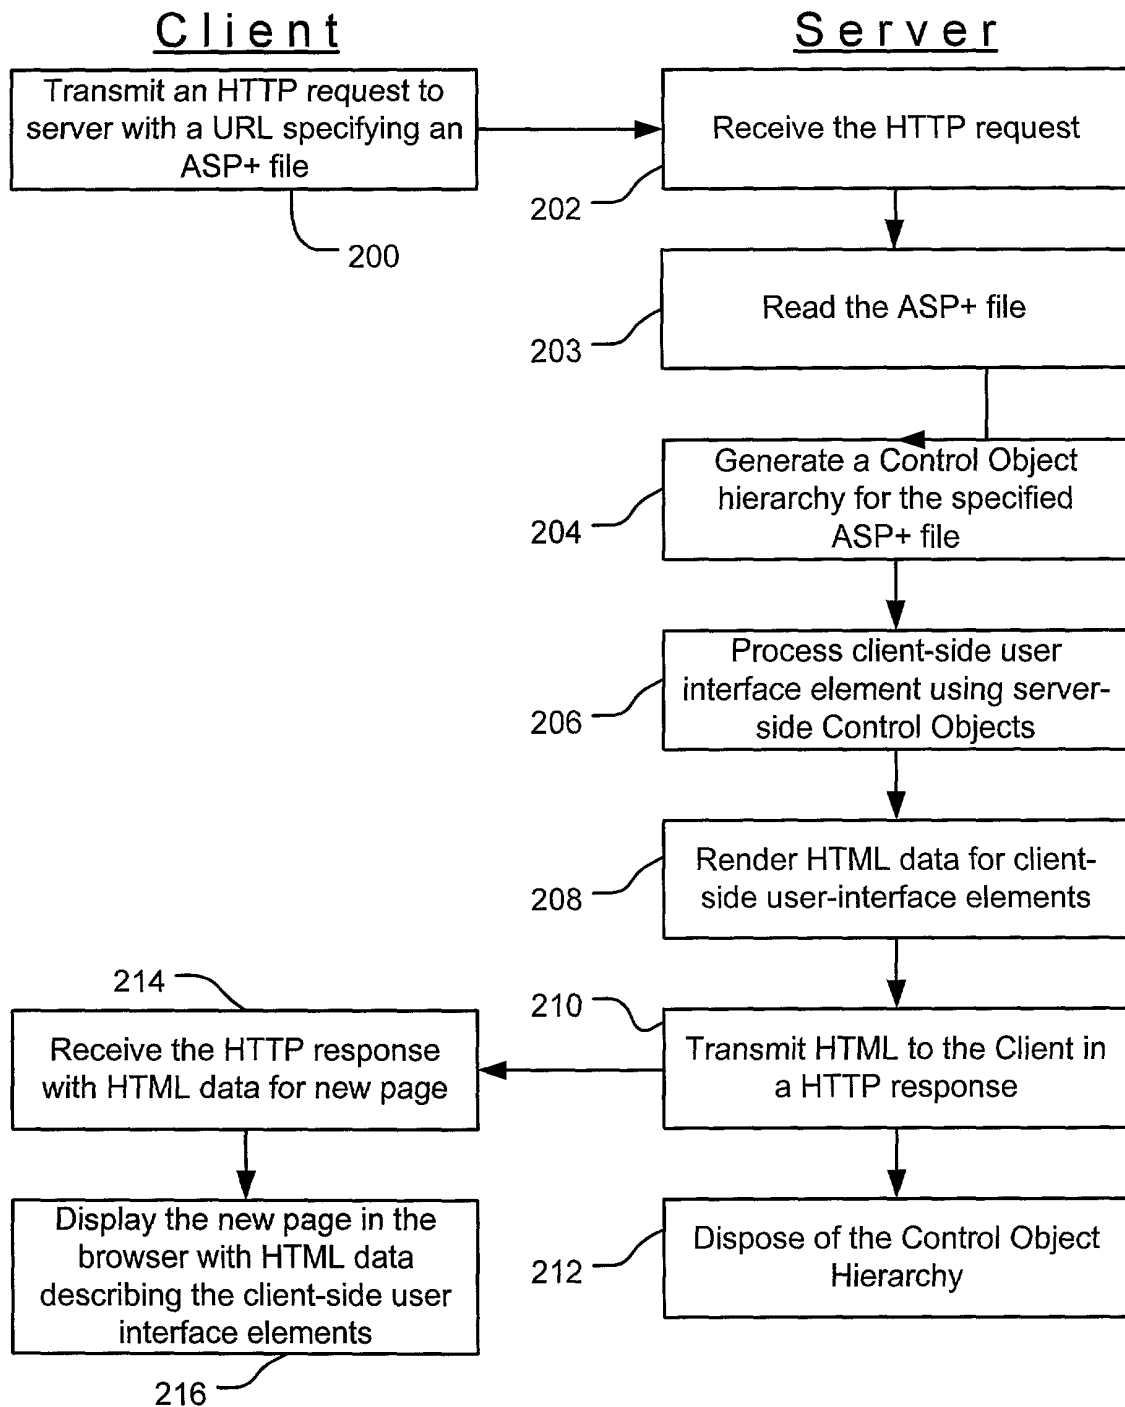 Client
Server
Transmit an HTTP request to
server with a URL specifying an
ASP+ file
200
Receive the HTTP request
202
Read the ASP+ file
203
Generate a Control Object
hierarchy for the specified
ASP+ file
204
Process client-side user
interface element using server-
side Control Objects
206
Render HTML data for client-
side user-interface elements
208
210
Transmit HTML to the Client in
a HTTP response
214
Receive the HTTP response
with HTML data for new page
Dispose of the Control Object
Hierarchy
212
Display the new page in the
browser with HTML data
describing the client-side user
interface elements
216